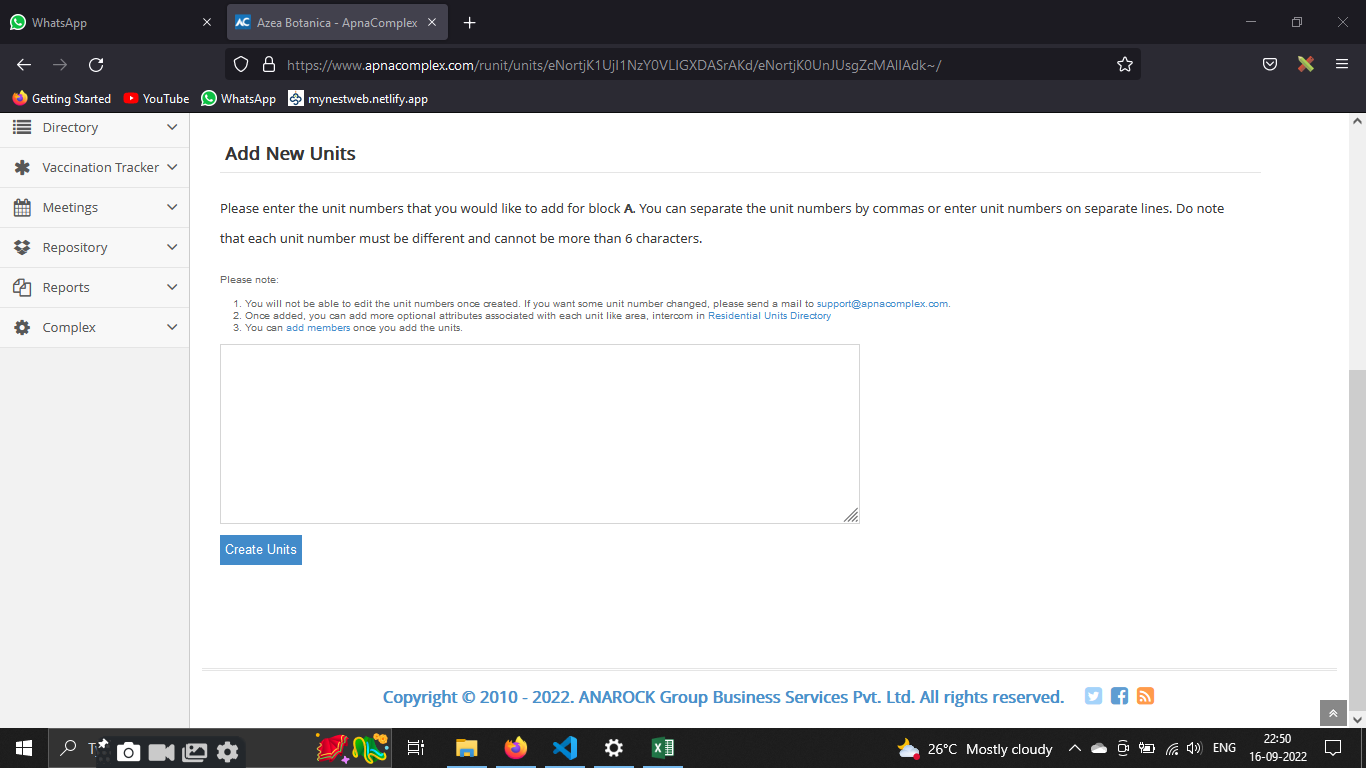 WhatsApp
Azea Botanica - ApnaComplex
https://www.apnacomplex.com/runit/units/eNortjK1UjI1NzY0VLIGXDASrAKd/eNortjK0UnJUsgZcMAlIAdk~/
Getting Started
YouTube
WhatsApp
mynestweb.netlify.app
Directory
Vaccination Tracker
Meetings
Repository
Reports
Complex
Add New Units
Please enter the unit numbers that you would like to add for block A. You can separate the unit numbers by commas or enter unit numbers on separate lines. Do note
that each unit number must be different and cannot be more than 6 characters.
Please note:
1. You will not be able to edit the unit numbers once created. If you want some unit number changed, please send a mail to support@apnacomplex.com.
2. Once added, you can add more optional attributes associated with each unit like area, intercom in Residential Units Directory
3. You can add members once you add the units.
Create Units
Copyright © 2010 - 2022. ANAROCK Group Business Services Pvt. Ltd. All rights reserved.
26°C Mostly cloudy
ENG
22:50
16-09-2022